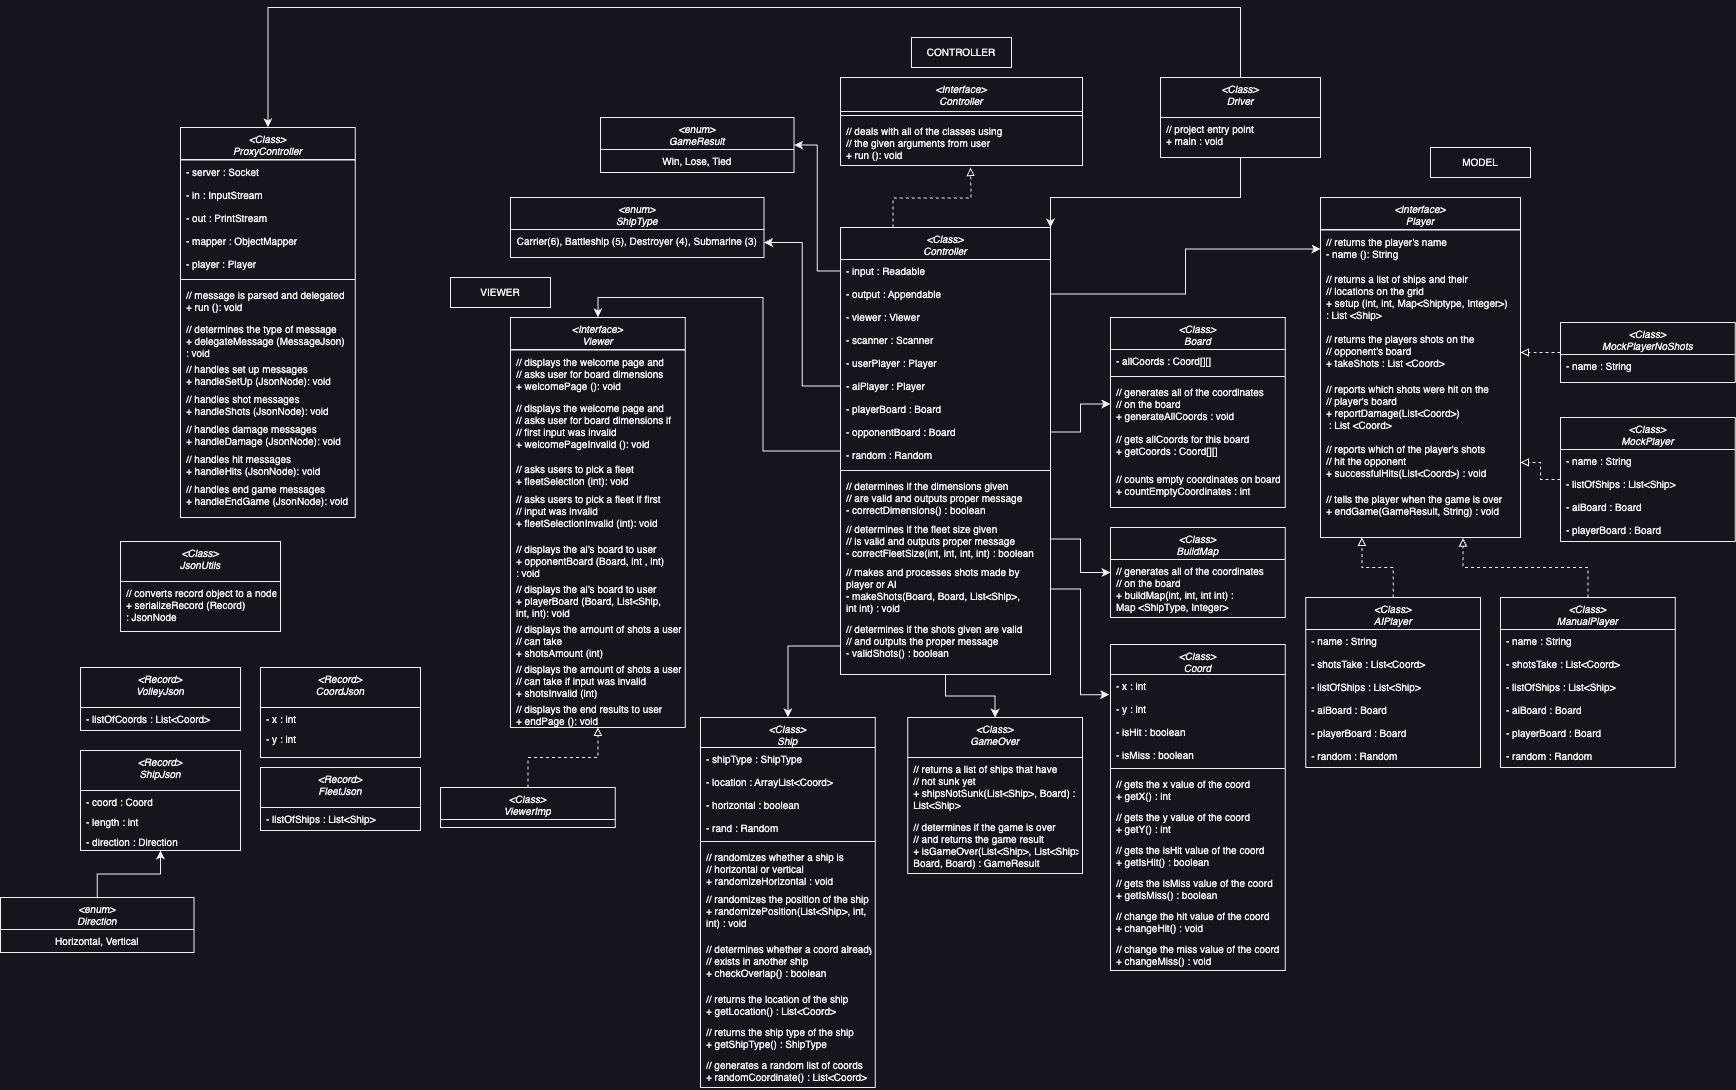 CONTROLLER
<Interface>
Controller
// deals with all of the classes using
// the given arguments from user
+ run (): void
<Class>
Driver
// project entry point
+ main : void
<enum>
GameResult
Win, Lose, Tied
<Class>
ProxyController
- server : Socket
- in : InputStream
- out : PrintStream
- mapper : ObjectMapper
- player : Player
// message is parsed and delegated
+ run (): void
// determines the type of message
+ delegateMessage (MessageJson)
: void
// handles set up messages
+ handleSetUp (JsonNode): void
// handles shot messages
+ handleShots (JsonNode): void
// handles damage messages
+ handleDamage (JsonNode): void
// handles hit messages
+ handleHits (JsonNode): void
// handles end game messages
+ handleEndGame (JsonNode): void
<enum>
ShipType
Carrier(6), Battleship (5), Destroyer (4), Submarine (3)
VIEWER
<Interface>
Viewer
// displays the welcome page and
// asks user for board dimensions
+ welcomePage (): void
// displays the welcome page and
// asks user for board dimensions if
// first input was invalid
+ welcomePageInvalid (): void
// asks users to pick a fleet
+ fleetSelection (int): void
// asks users to pick a fleet if first
// input was invalid
+ fleetSelectionInvalid (int): void
// displays the ai's board to user
+ opponentBoard (Board, int , int)
: void
// displays the ai's board to user
+ playerBoard (Board, List<Ship,
int, int): void
// displays the amount of shots a user
// can take
+ shotsAmount (int)
// displays the amount of shots a user
// can take if input was invalid
+ shotsInvalid (int)
// displays the end results to user
+ endPage (): void
<Class>
ViewerImp
<Class>
Controller
- input : Readable
- output : Appendable
- viewer : Viewer
- scanner : Scanner
- userPlayer : Player
- aiPlayer : Player
- playerBoard : Board
- opponentBoard : Board
- random : Random
// determines if the dimensions given
// are valid and outputs proper message
- correctDimensions() : boolean
// determines if the fleet size given
// is valid and outputs proper message
- correctFleetSize(int, int, int, int) : boolean
// makes and processes shots made by
player or AI
- makeShots(Board, Board, List<Ship>,
int int) : void
// determines if the shots given are valid
// and outputs the proper message
- validShots() : boolean
<Class>
Board
- allCoords : Coord[][]
// generates all of the coordinates
// on the board
+ generateAllCoords : void
// gets allCoords for this board
+ getCoords : Coord[][]
// counts empty coordinates on board
+ countEmptyCoordinates : int
<Class>
BuildMap
// generates all of the coordinates
// on the board
+ buildMap(int, int, int int) :
Map <ShipType, Integer>
<Class>
Coord
- x : int
- y : int
- isHit : boolean
- isMiss : boolean
// gets the x value of the coord
+ getX() : int
// gets the y value of the coord
+ getY() : int
// gets the isHit value of the coord
+ getIsHit() : boolean
// gets the isMiss value of the coord
+ getIsMiss() : boolean
// change the hit value of the coord
+ changeHit() : void
// change the miss value of the coord
+ changeMiss() : void
MODEL
<Interface>
Player
// returns the player's name
- name (): String
// returns a list of ships and their
// locations on the grid
+ setup (int, int, Map<Shiptype, Integer>)
: List <Ship>
// returns the players shots on the
// opponent's board
+ takeShots : List <Coord>
// reports which shots were hit on the
// player's board
+ reportDamage(List<Coord>)
: List <Coord>
// reports which of the player's shots
// hit the opponent
+ successfulHits(List<Coord>) : void
// tells the player when the game is over
+ endGame(GameResult, String) : void
<Class>
MockPlayerNoShots
- name : String
<Class>
MockPlayer
- name : String
- listOfShips : List<Ship>
- aiBoard : Board
- playerBoard : Board
<Class>
AIPlayer
- name : String
- shotsTake : List<Coord>
- listOfShips : List<Ship>
- aiBoard : Board
- playerBoard : Board
- random : Random
<Class>
ManualPlayer
- name : String
- shotsTake : List<Coord>
- listOfShips : List<Ship>
- aiBoard : Board
- playerBoard : Board
- random : Random
<Class>
JsonUtils
// converts record object to a node
+ serializeRecord (Record)
: JsonNode
<Record>
VolleyJson
- listOfCoords : List<Coord>
<Record>
CoordJson
- x : int
- y : int
<Record>
ShipJson
- coord : Coord
- length : int
- direction : Direction
<Record>
FleetJson
- listOfShips : List<Ship>
<enum>
Direction
Horizontal, Vertical
<Class>
Ship
- shipType : ShipType
- location : ArrayList<Coord>
- horizontal : boolean
- rand : Random
// randomizes whether a ship is
// horizontal or vertical
+ randomizeHorizontal : void
// randomizes the position of the ship
+ randomizePosition(List<Ship>, int,
int) : void
// determines whether a coord already
// exists in another ship
+ checkOverlap() : boolean
// returns the location of the ship
+ getLocation() : List<Coord>
// returns the ship type of the ship
+ getShipType() : ShipType
// generates a random list of coords
+ randomCoordinate() : List<Coord>
<Class>
GameOver
// returns a list of ships that have
// not sunk yet
+ shipsNotSunk(List<Ship>, Board) :
List<Ship>
// determines if the game is over
// and returns the game result
+ isGameOver(List<Ship>, List<Ship>
Board, Board) : GameResult